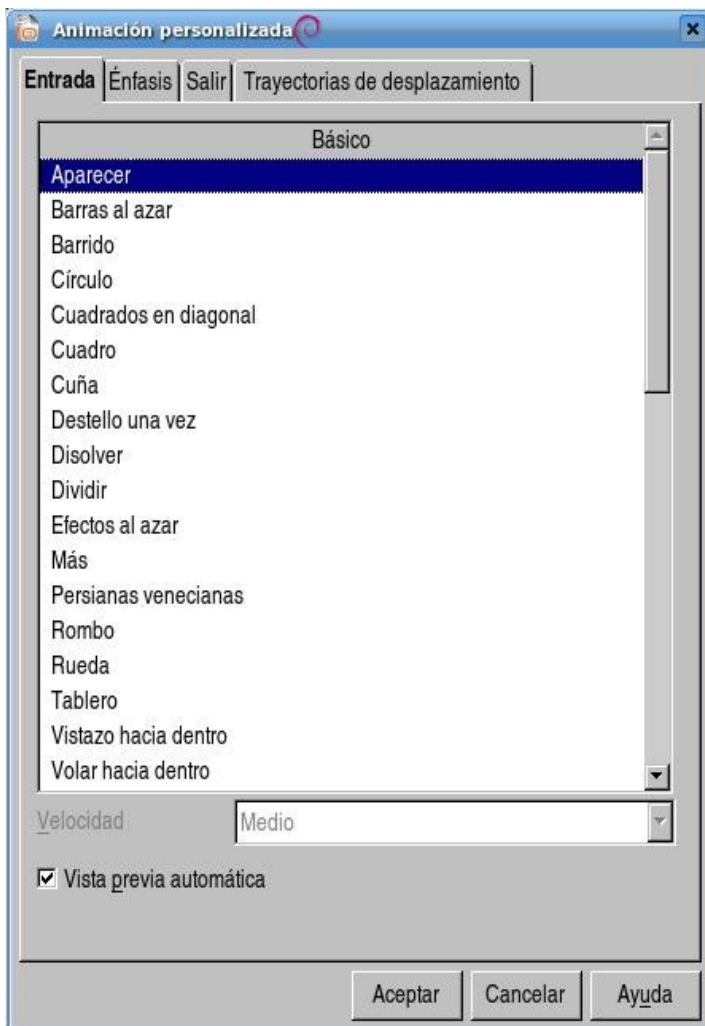 Animación personalizada
Entrada Énfasis Salir Trayectorias de desplazamiento
Básico
Aparecer
Barras al azar
Barrido
Círculo
Cuadrados en diagonal
Cuadro
Cuña
Destello una vez
Disolver
Dividir
Efectos al azar
Más
Persianas venecianas
Rombo
Rueda
Tablero
Vistazo hacia dentro
Volar hacia dentro
Velocidad Medio
Vista previa automática
Aceptar Cancelar Ayuda